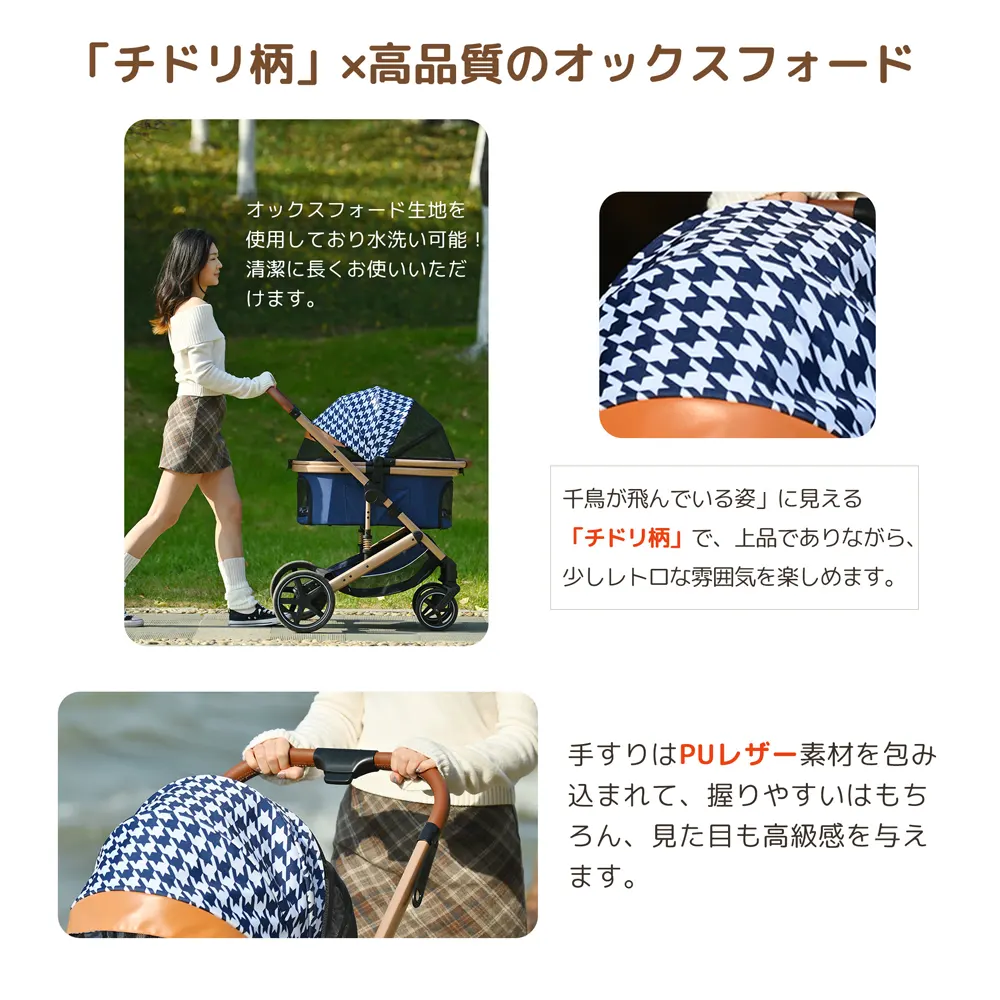 「チドリ柄」×高品質のオックスフォード
オックスフォード生地を
使用しており水洗い可能！
清潔に長くお使いいただ
けます。
千鳥が飛んでいる姿」に見える
「チドリ柄」で、上品でありながら、
少しレトロな雰囲気を楽しめます。
手すりはPUレザー素材を包み
込まれて、握りやすいはもち
ろん、見た目も高級感を与え
ます。